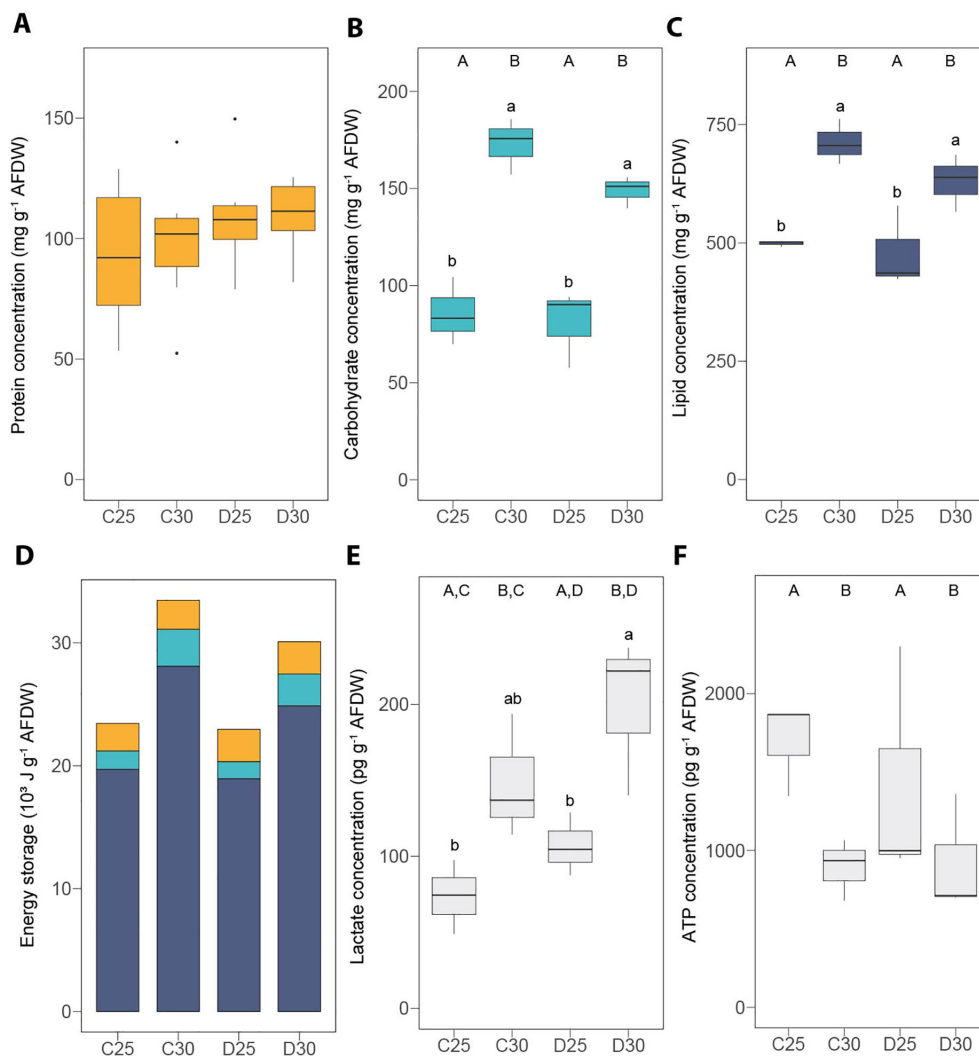 A
Protein concentration (mg g⁻¹ AFDW)
150
100
50
0
C25 C30 D25 D30
B
Carbohydrate concentration (mg g⁻¹ AFDW)
A B A B
200
150
100
50
0
b a b a
C25 C30 D25 D30
C
Lipid concentration (mg g⁻¹ AFDW)
A B A B
750
500
250
0
b a b a
C25 C30 D25 D30
D
Energy storage (10³ J g⁻¹ AFDW)
30
20
10
0
C25 C30 D25 D30
E
Lactate concentration (pg g⁻¹ AFDW)
A,C B,C A,D B,D
200
100
0
b ab b a
C25 C30 D25 D30
F
ATP concentration (pg g⁻¹ AFDW)
A B A B
2000
1000
0
C25 C30 D25 D30